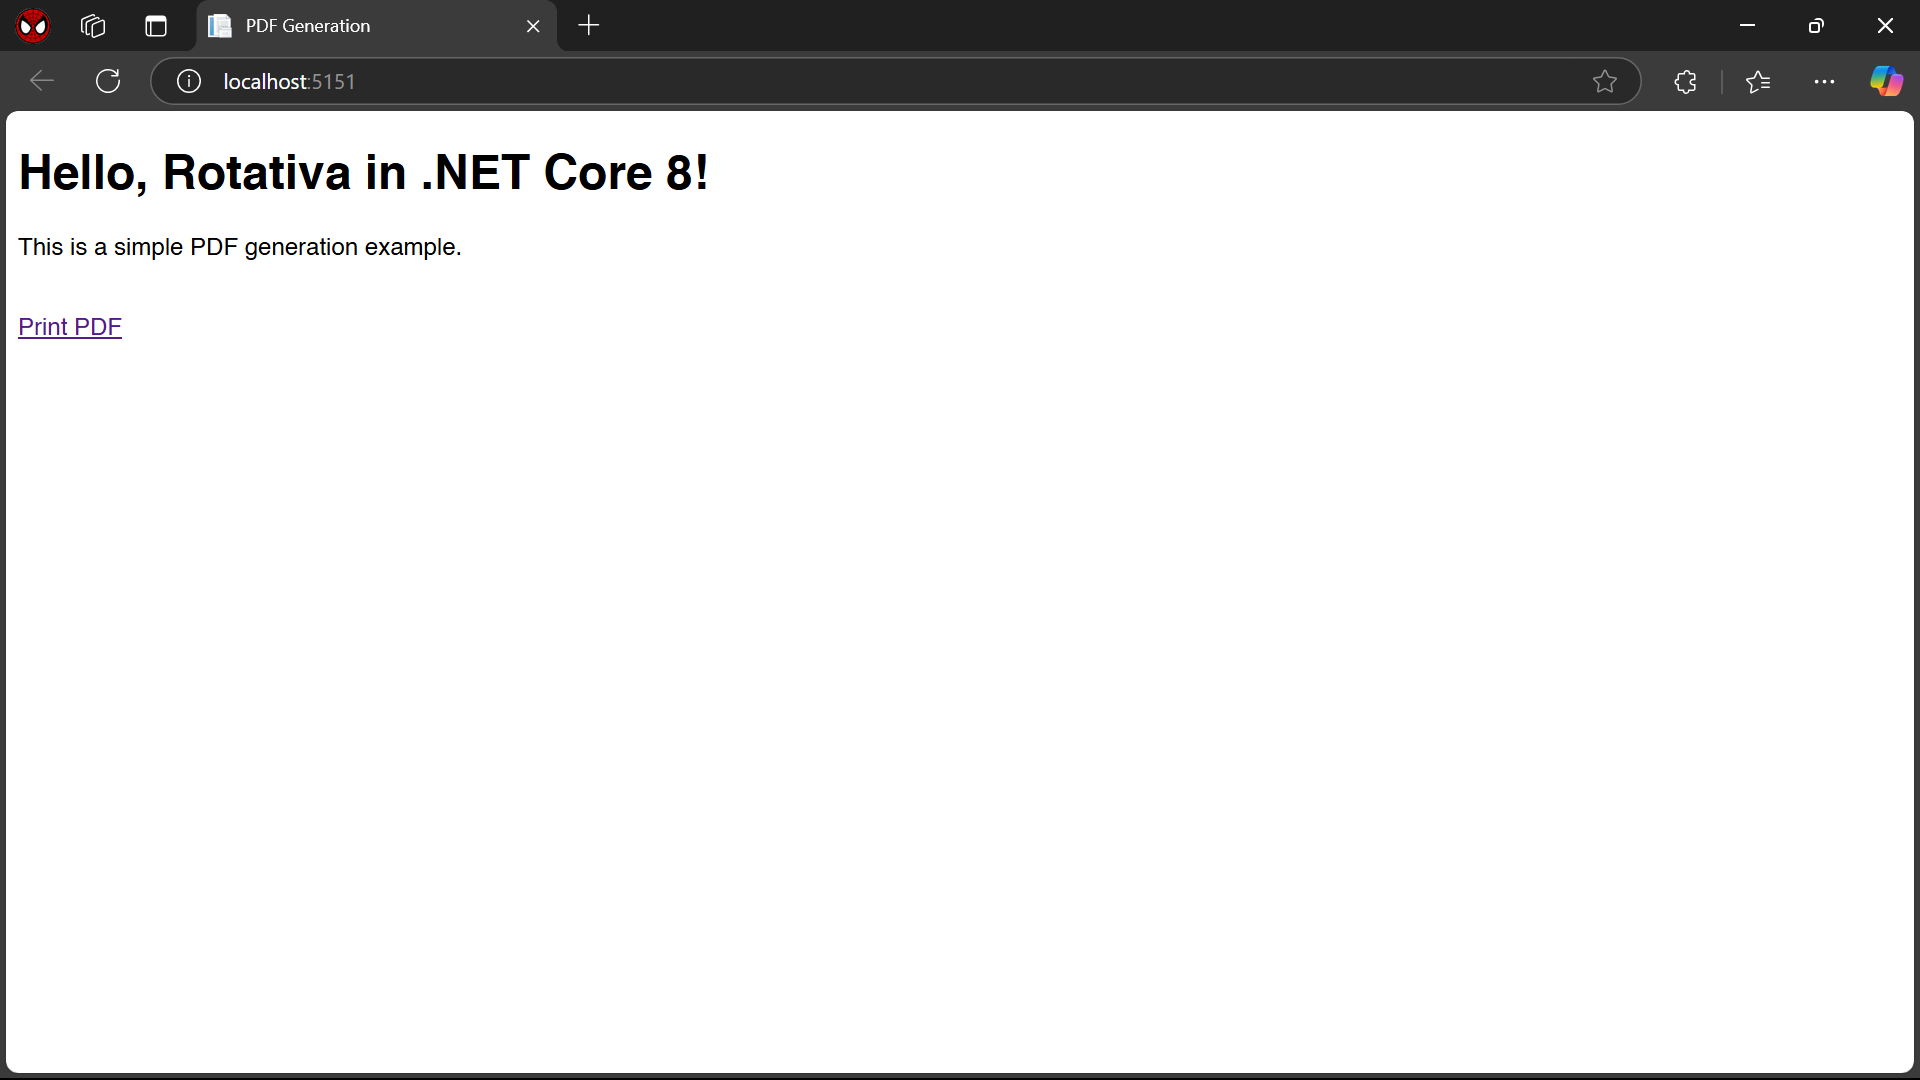 PDF Generation
localhost:5151
Hello, Rotativa in .NET Core 8!
This is a simple PDF generation example.
Print PDF